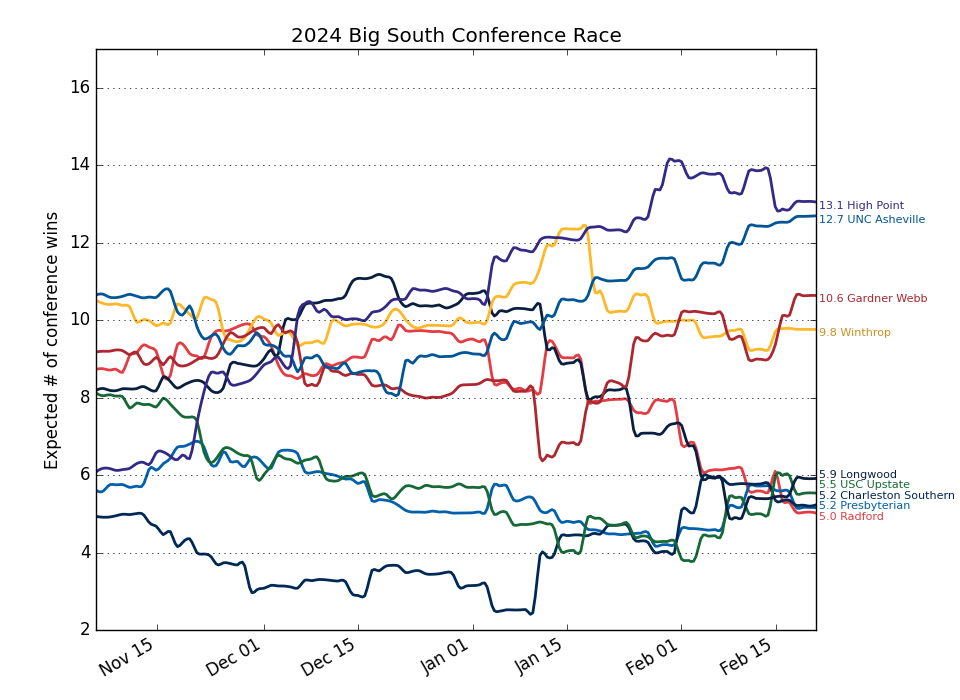 2024 Big South Conference Race
Expected # of conference wins
16
14
12
10
8
6
4
2
13.1 High Point
12.7 UNC Asheville
10.6 Gardner Webb
9.8 Winthrop
5.9 Longwood
5.5 USC Upstate
5.2 Charleston Southern
5.2 Presbyterian
5.0 Radford
Nov 15
Dec 01
Dec 15
Jan 01
Jan 15
Feb 01
Feb 15